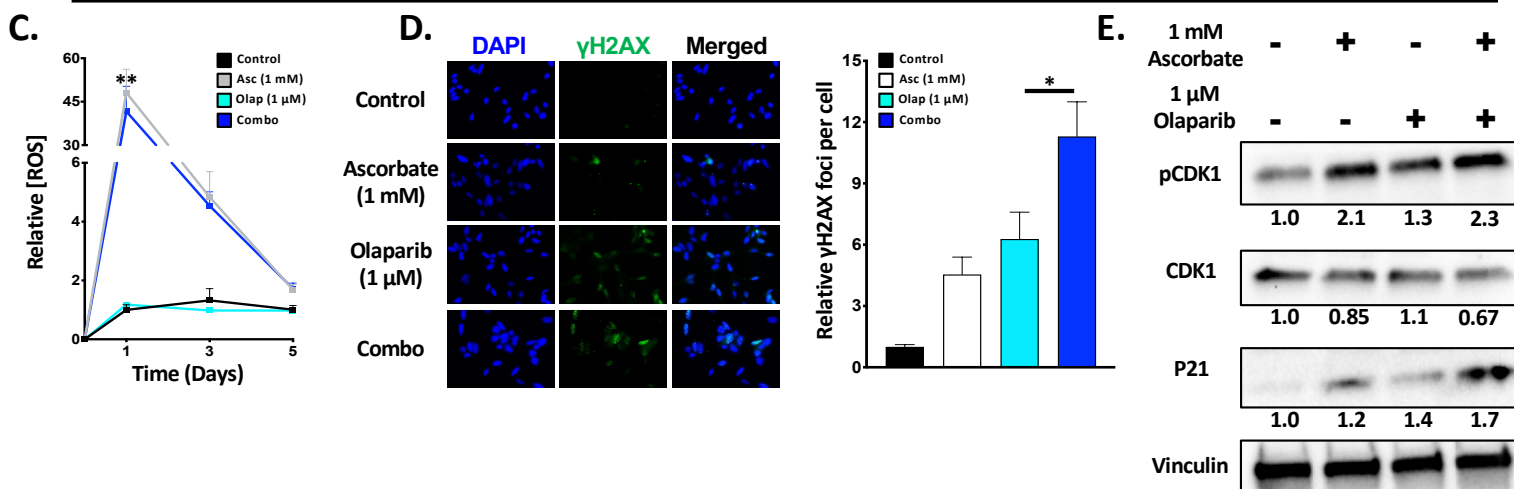 C.
60
45
30
6
4
2
0
Relative [ROS]
**
Control
Asc (1 mM)
Olap (1 μM)
Combo
1
3
5
Time (Days)
D.
DAPI
γH2AX
Merged
Control
Ascorbate
(1 mM)
Olaparib
(1 μM)
Combo
Relative γH2AX foci per cell
15
12
9
6
3
0
Control
Asc (1 mM)
Olap (1 μM)
Combo
*
E.
1 mM
Ascorbate
- + - +
1 μM
Olaparib
- - + +
pCDK1
1.0 2.1 1.3 2.3
CDK1
1.0 0.85 1.1 0.67
P21
1.0 1.2 1.4 1.7
Vinculin